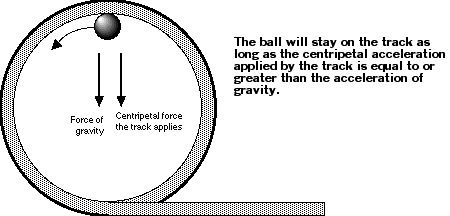 The ball will stay on the track as
long as the centripetal acceleration
applied by the track is equal to or
greater than the acceleration of
gravity.
Force of
gravity
Centripetal force
the track applies